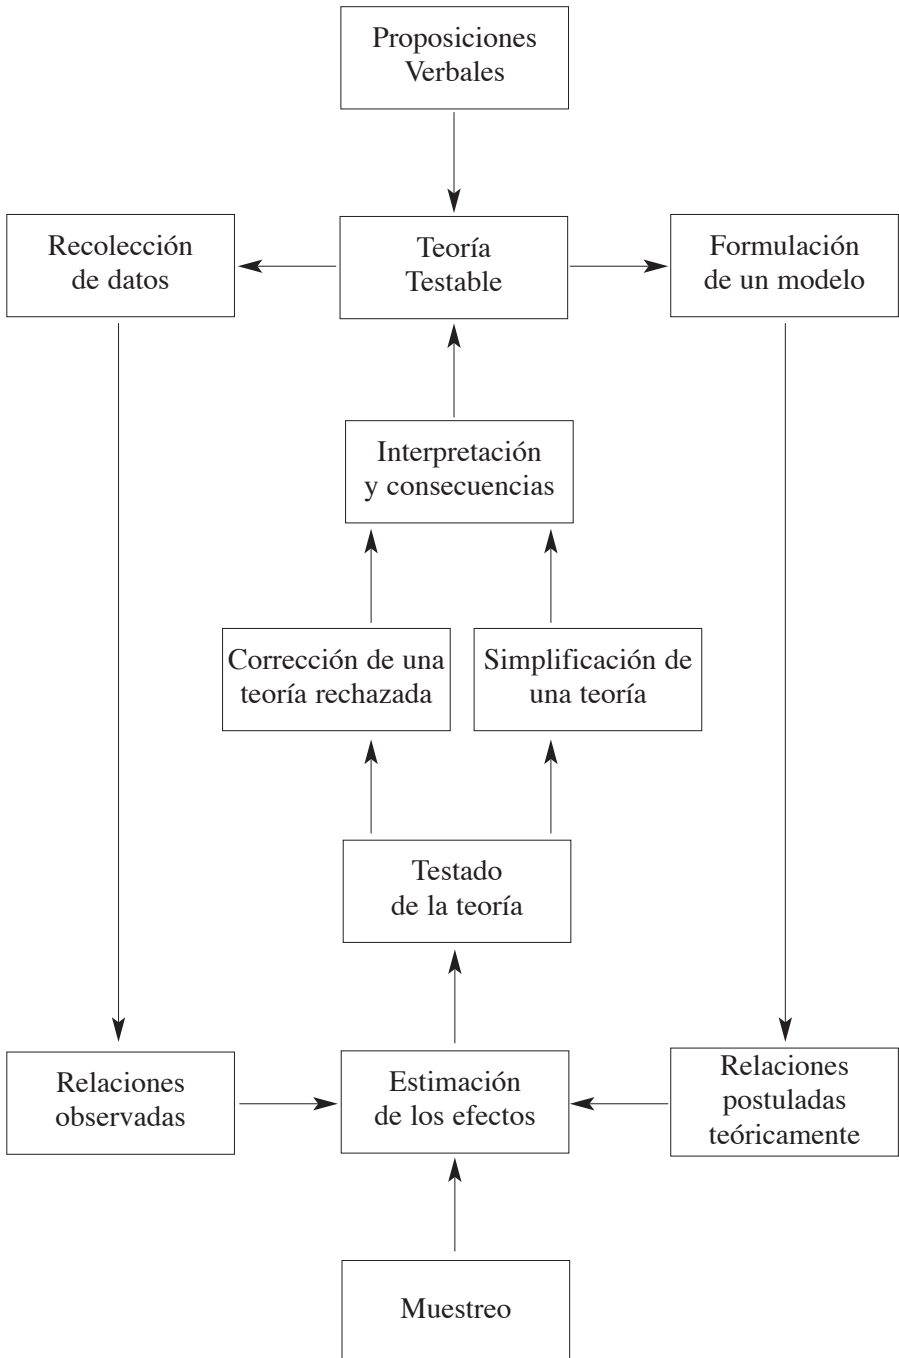 Proposiciones
Verbales
Recolección
de datos
Teoría
Testable
Formulación
de un modelo
Interpretación
y consecuencias
Corrección de una
teoría rechazada
Simplificación de
una teoría
Testado
de la teoría
Relaciones
observadas
Estimación
de los efectos
Relaciones
postuladas
teóricamente
Muestreo